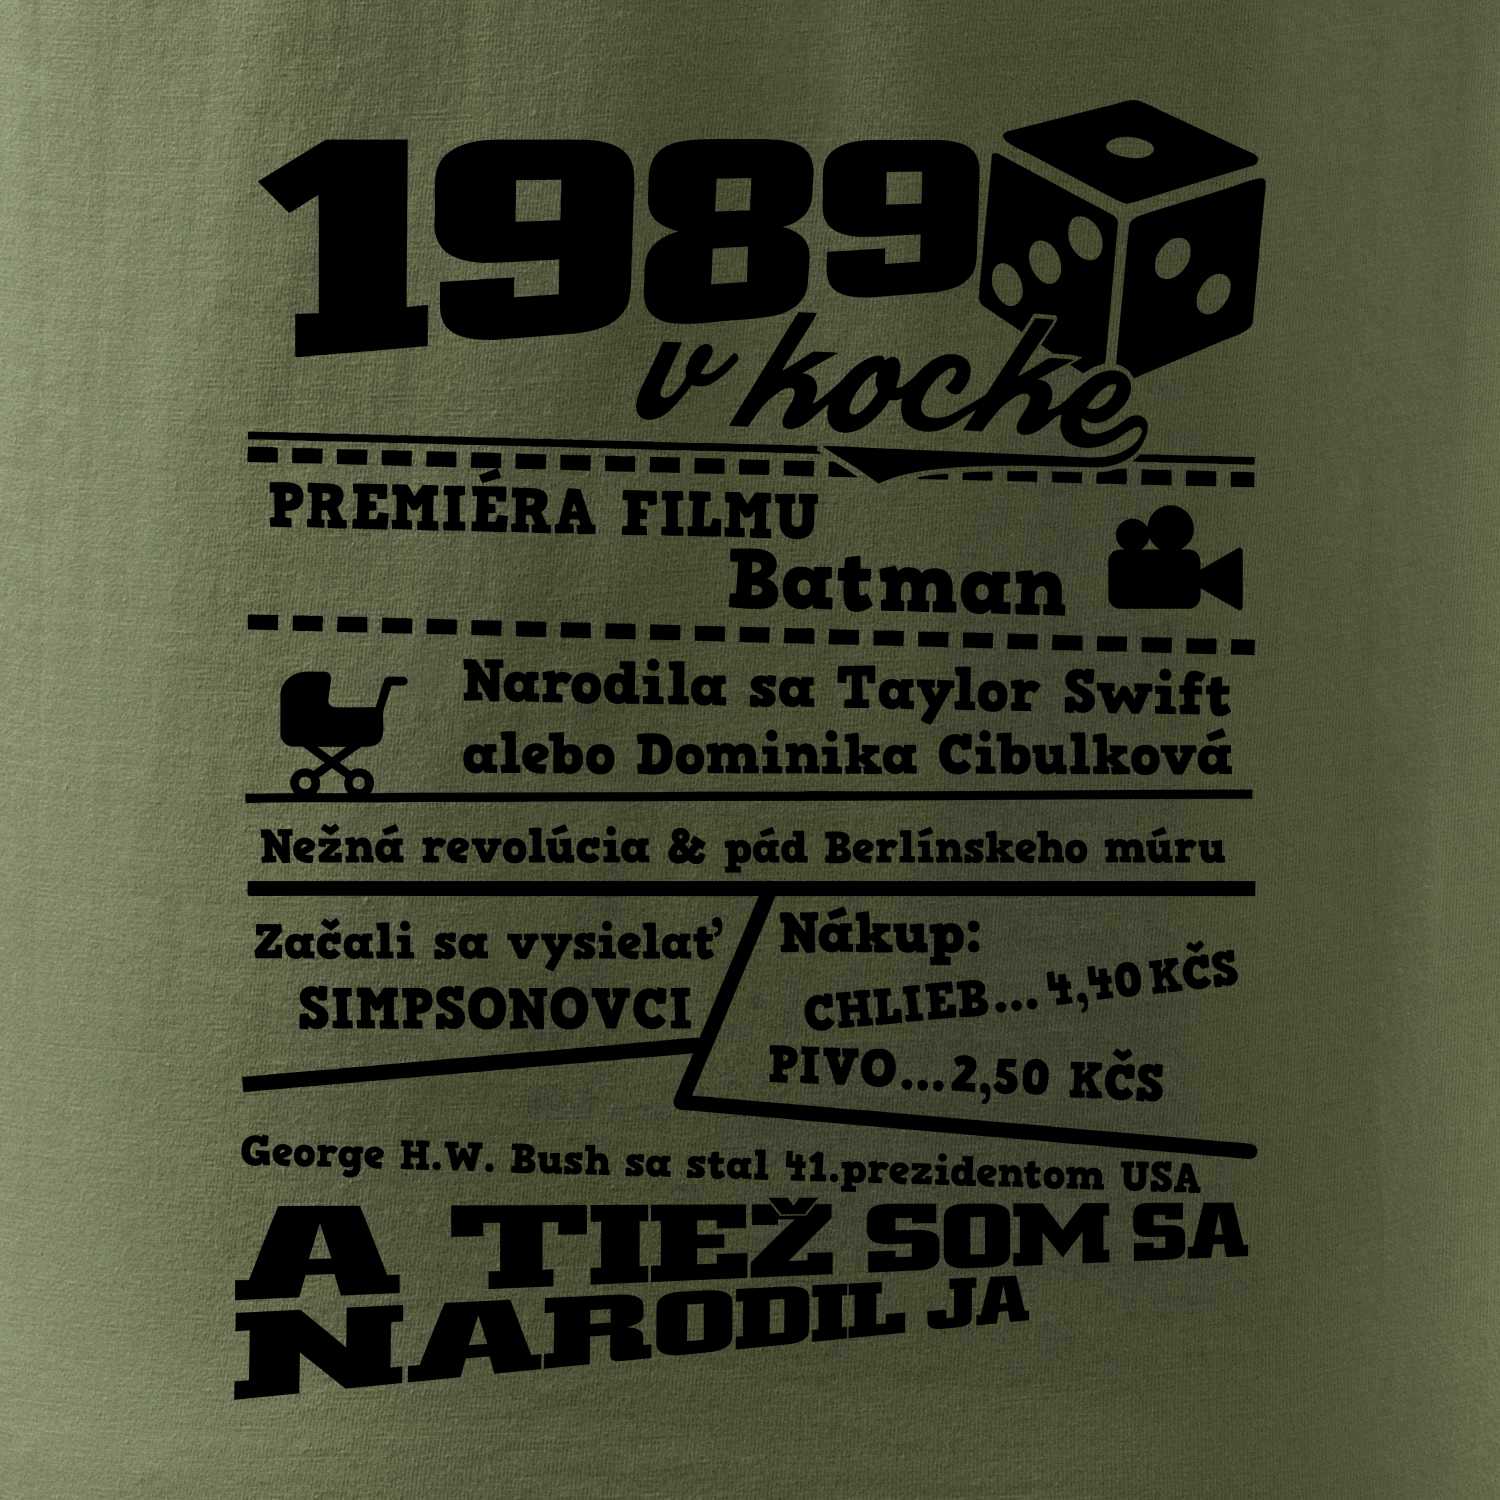 1989
v kocke
PREMIÉRA FILMU
Batman
Narodila sa Taylor Swift
alebo Dominika Cibulková
Nežná revolúcia & pád Berlínskeho múru
Začali sa vysielať
SIMPSONOVCI
Nákup:
CHLIEB...4,40 KČS
PIVO...2,50 KČS
George H.W. Bush sa stal 41.prezidentom USA
A TIEŽ SOM SA
NARODIL JA